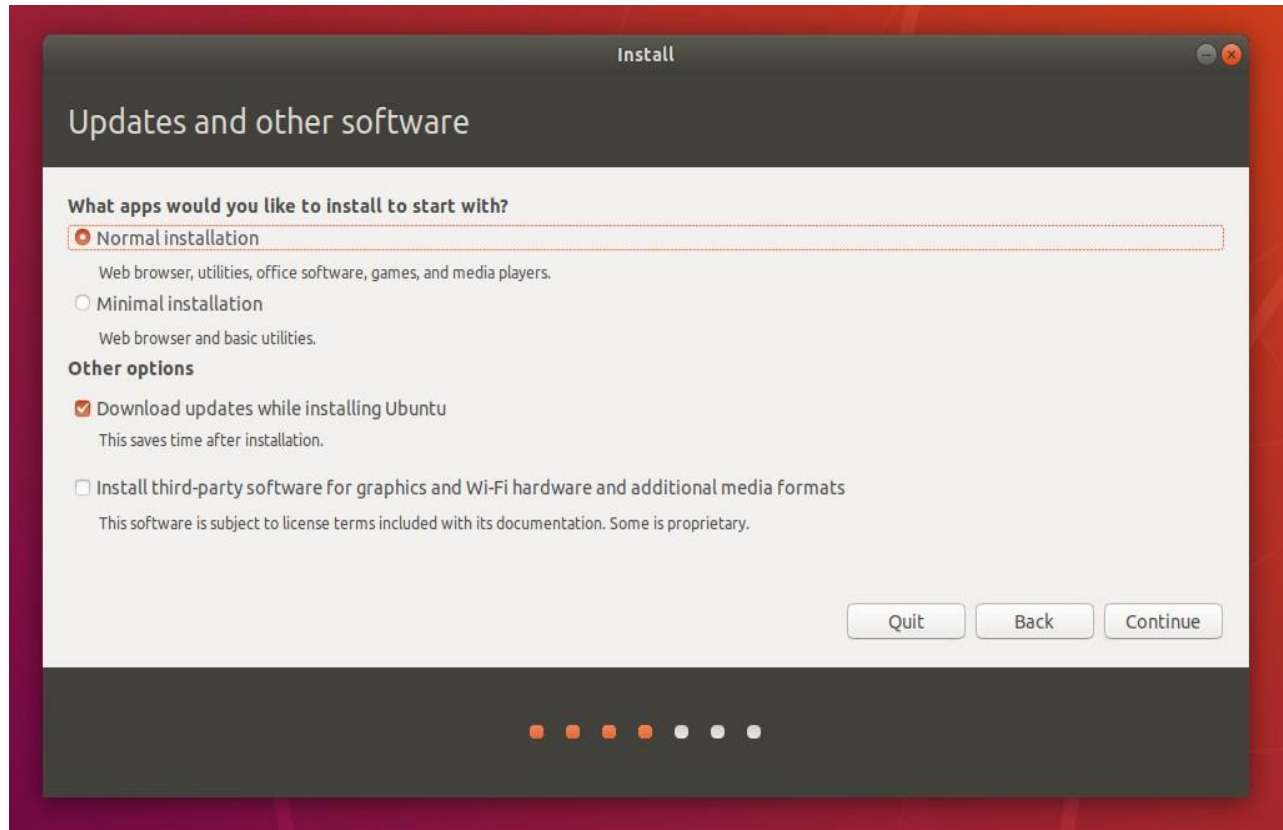 Install
Updates and other software
What apps would you like to install to start with?
Normal installation
Web browser, utilities, office software, games, and media players.
Minimal installation
Web browser and basic utilities.
Other options
Download updates while installing Ubuntu
This saves time after installation.
Install third-party software for graphics and Wi-Fi hardware and additional media formats
This software is subject to license terms included with its documentation. Some is proprietary.
Quit Back Continue